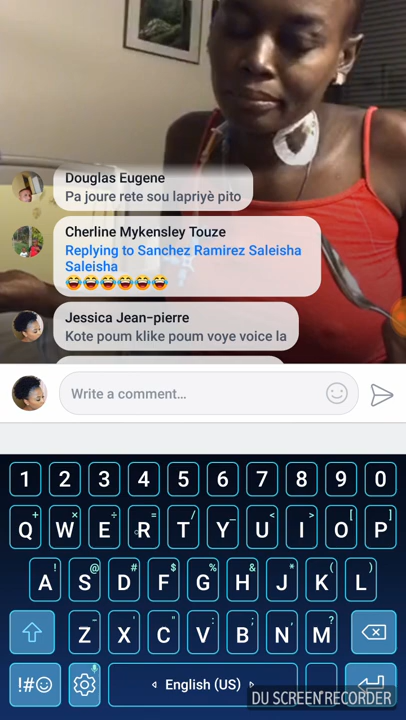 Douglas Eugene
Pa joure rete sou lapriyè pito
Cherline Mykensley Touze
Replying to Sanchez Ramirez Saleisha
Saleisha
😂😂😂😂😂😂
Jessica Jean-pierre
Kote poum klike poum voye voice la
Write a comment…
1 2 3 4 5 6 7 8 9 0
+ × ÷ = / _ < > [ ]
Q W E R T Y U I O P
! @ # $ % & * ( )
A S D F G H J K L
- ' " : ; , ?
Z X C V B N M
!#☺ English (US)
DU SCREEN RECORDER